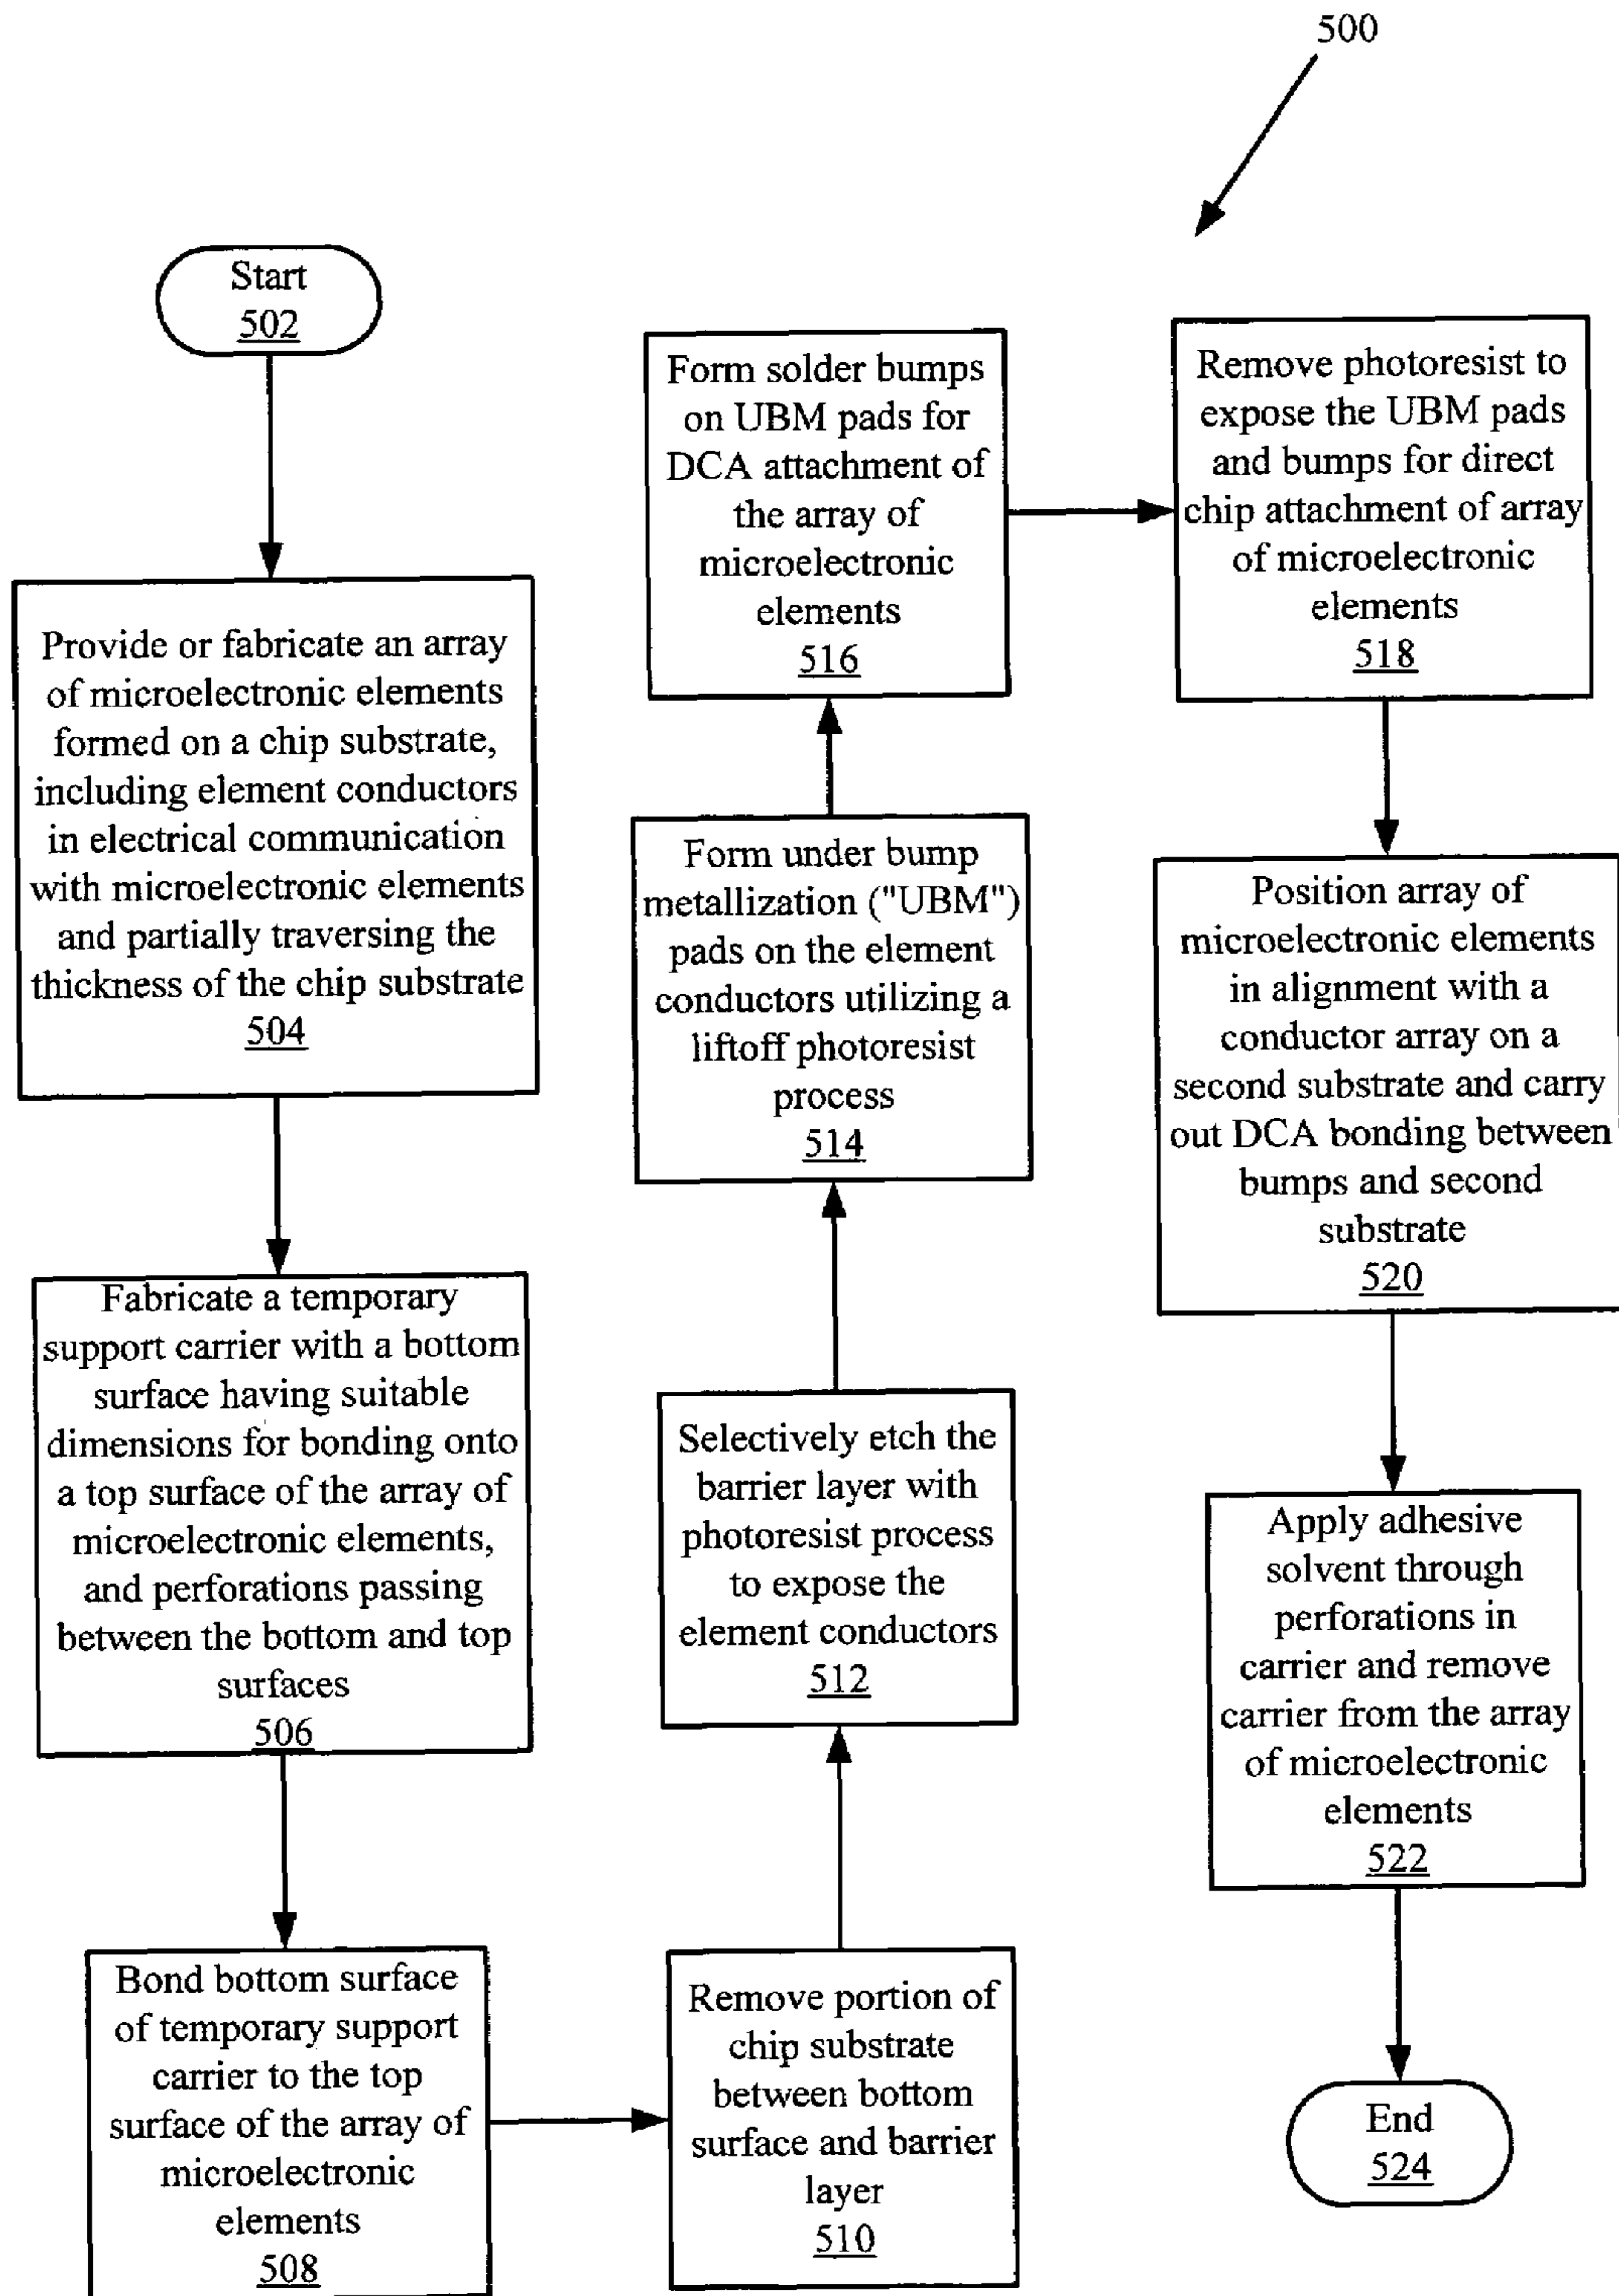 500
Start
502
Provide or fabricate an array
of microelectronic elements
formed on a chip substrate,
including element conductors
in electrical communication
with microelectronic elements
and partially traversing the
thickness of the chip substrate
504
Fabricate a temporary
support carrier with a bottom
surface having suitable
dimensions for bonding onto
a top surface of the array of
microelectronic elements,
and perforations passing
between the bottom and top
surfaces
506
Bond bottom surface
of temporary support
carrier to the top
surface of the array of
microelectronic
elements
508
Remove portion of
chip substrate
between bottom
surface and barrier
layer
510
Selectively etch the
barrier layer with
photoresist process
to expose the
element conductors
512
Form under bump
metallization ("UBM")
pads on the element
conductors utilizing a
liftoff photoresist
process
514
Form solder bumps
on UBM pads for
DCA attachment of
the array of
microelectronic
elements
516
Remove photoresist to
expose the UBM pads
and bumps for direct
chip attachment of array
of microelectronic
elements
518
Position array of
microelectronic elements
in alignment with a
conductor array on a
second substrate and carry
out DCA bonding between
bumps and second
substrate
520
Apply adhesive
solvent through
perforations in
carrier and remove
carrier from the array
of microelectronic
elements
522
End
524